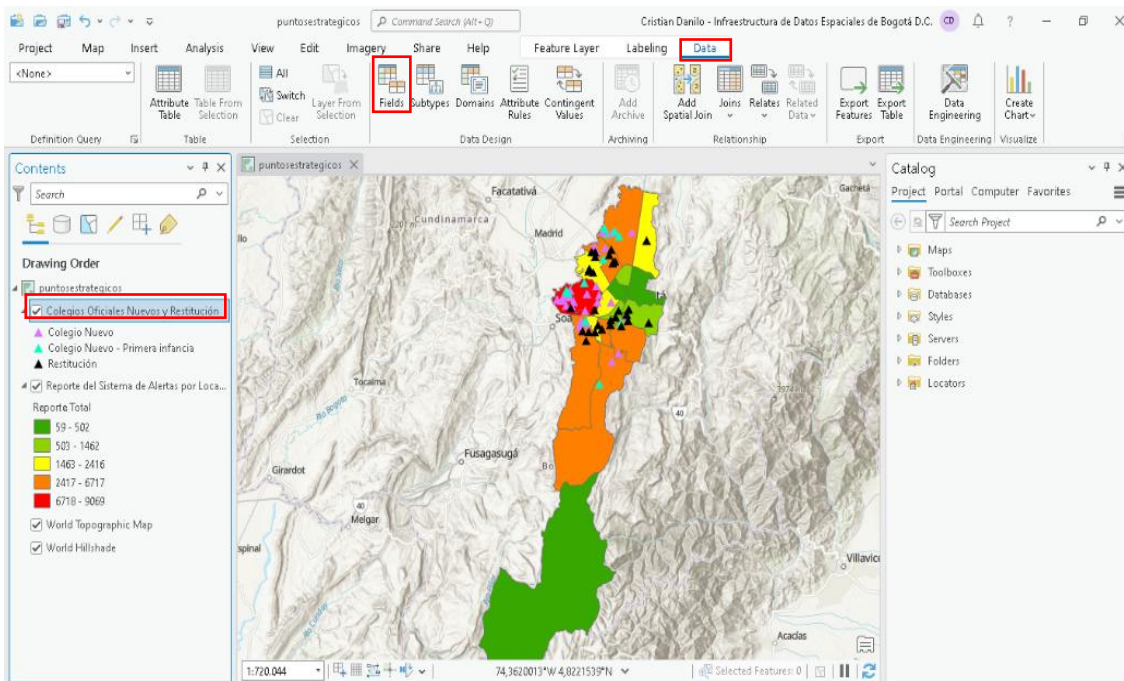 puntosestrategicos
Command Search (Alt+Q)
Cristian Danilo - Infraestructura de Datos Espaciales de Bogotá D.C.
CD
?
Project Map Insert Analysis View Edit Imagery Share Help Feature Layer Labeling Data
<None>
Definition Query
Attribute Table
Table From Selection
Table
All
Switch
Clear
Layer From Selection
Selection
Fields
Subtypes
Domains
Attribute Rules
Contingent Values
Data Design
Add Archive
Archiving
Add Spatial Join
Joins
Relates
Related Data
Relationship
Export Features
Export Table
Export
Data Engineering
Data Engineering
Create Chart
Visualize
Contents
Search
Drawing Order
puntosestrategicos
Colegios Oficiales Nuevos y Restitución
Colegio Nuevo
Colegio Nuevo - Primera infancia
Restitución
Reporte del Sistema de Alertas por Loca...
Reporte Total
59 - 502
503 - 1462
1463 - 2416
2417 - 6717
6718 - 9069
World Topographic Map
World Hillshade
puntosestrategicos
Facatativá
Gachetá
Cundinamarca
Madrid
Soa
Tocaima
40
Fusagasugá
Bo
Girardot
40
Melgar
spinal
Villavic
Acacías
1:720.044
74,3620013°W 4,8221539°N
Selected Features: 0
Catalog
Project Portal Computer Favorites
Search Project
Maps
Toolboxes
Databases
Styles
Servers
Folders
Locators